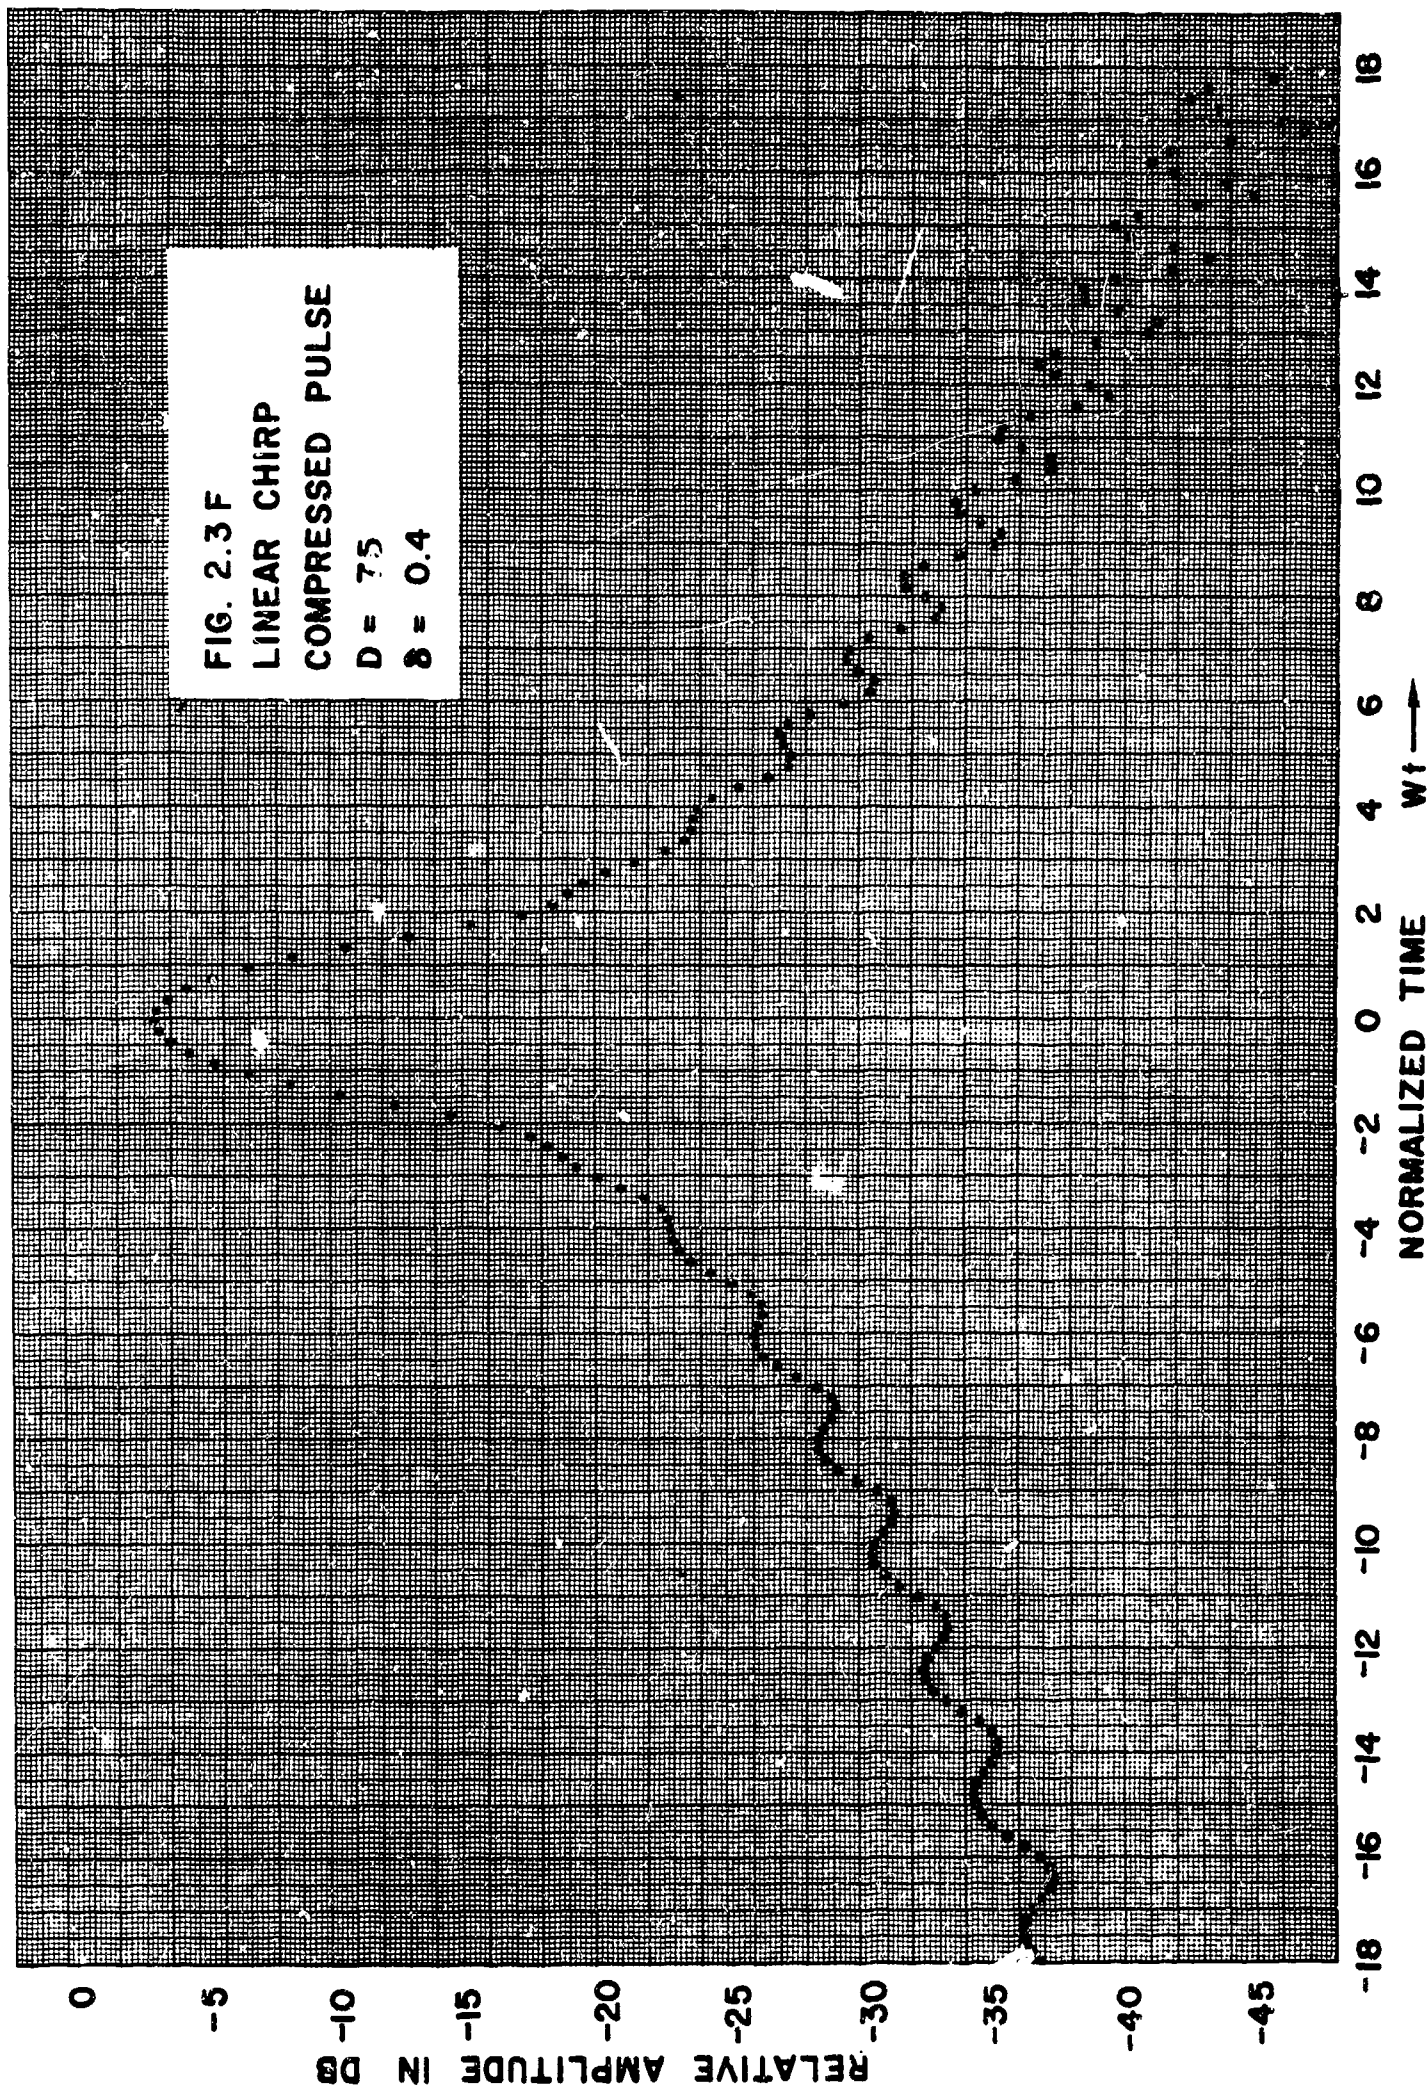 FIG. 2.3F
LINEAR CHIRP
COMPRESSED PULSE
D = 75
δ = 0.4
RELATIVE AMPLITUDE IN DB
0
-5
-10
-15
-20
-25
-30
-35
-40
-45
-18 -16 -14 -12 -10 -8 -6 -4 -2 0 2 4 6 8 10 12 14 16 18
NORMALIZED TIME Wt